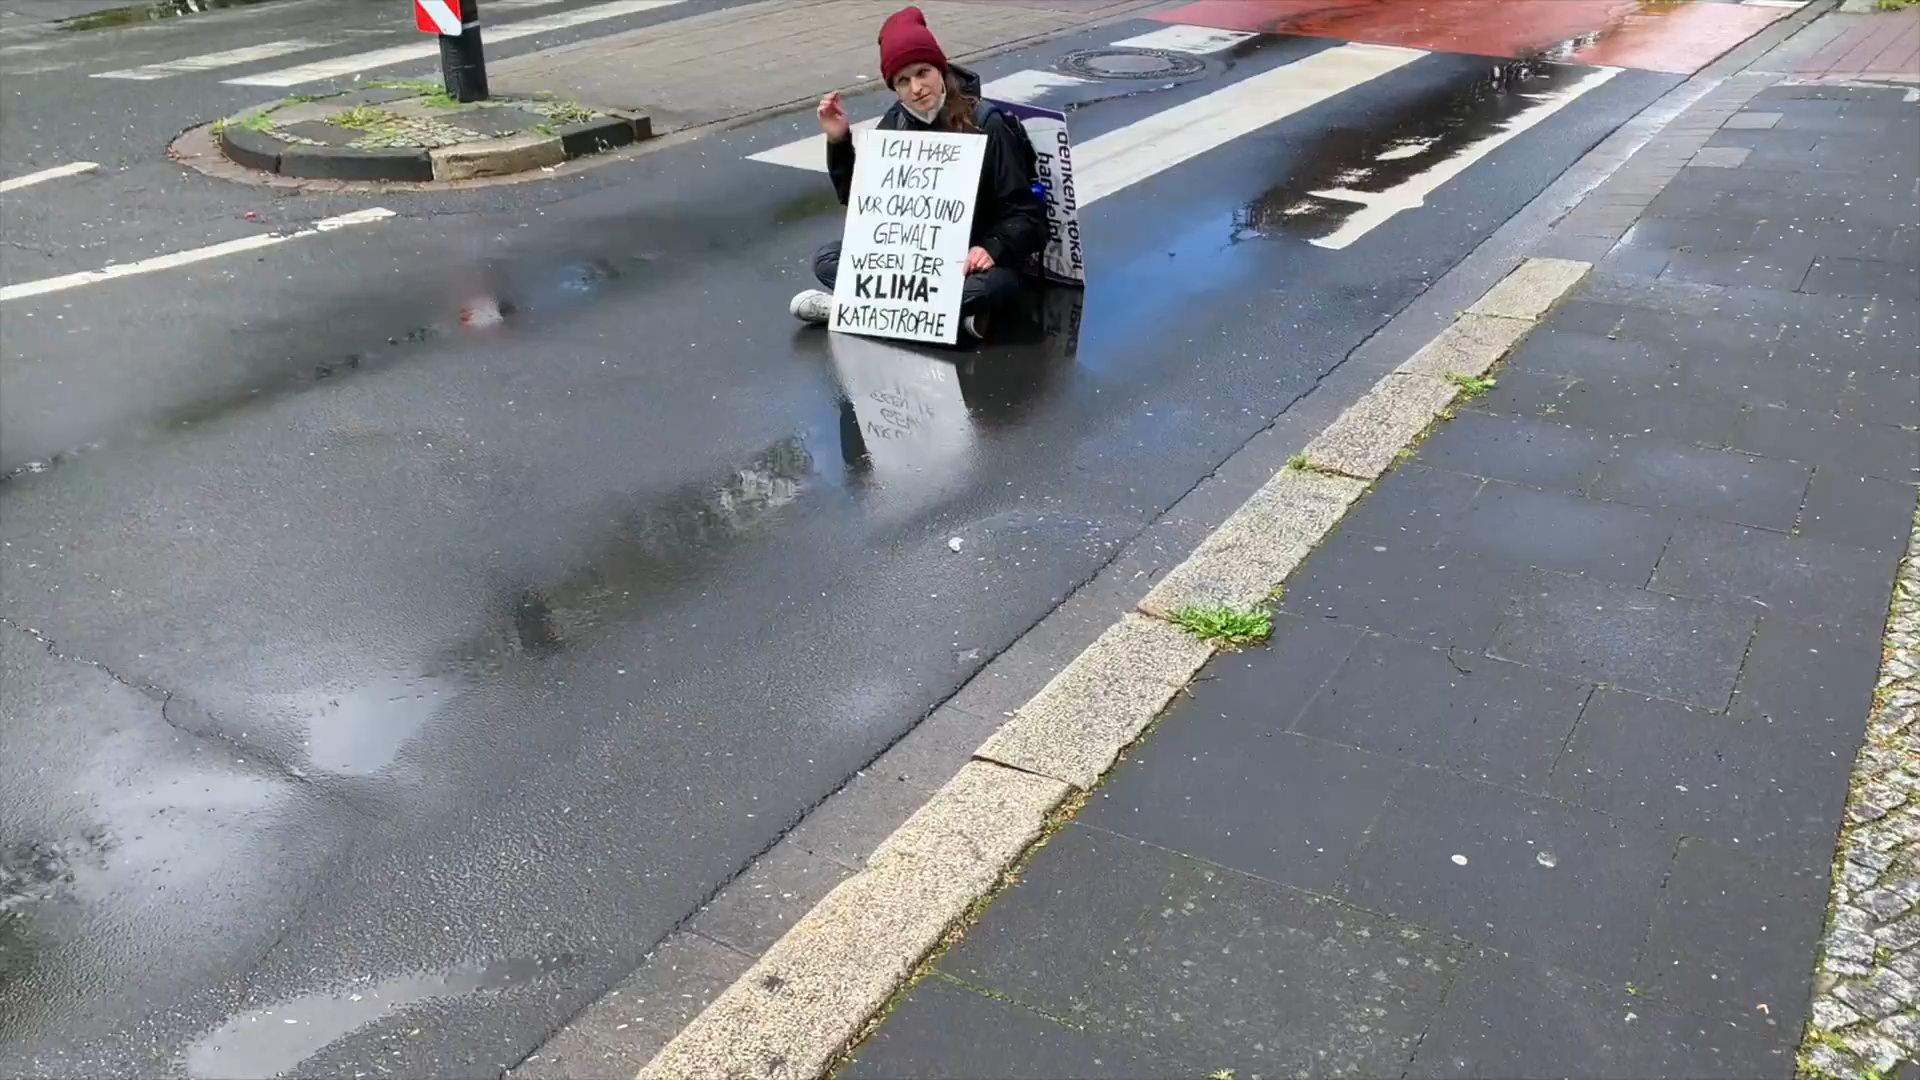 ICH HABE
ANGST
VOR CHAOS UND
GEWALT
WEGEN DER
KLIMA-
KATASTROPHE
denken, lokal
handeln!